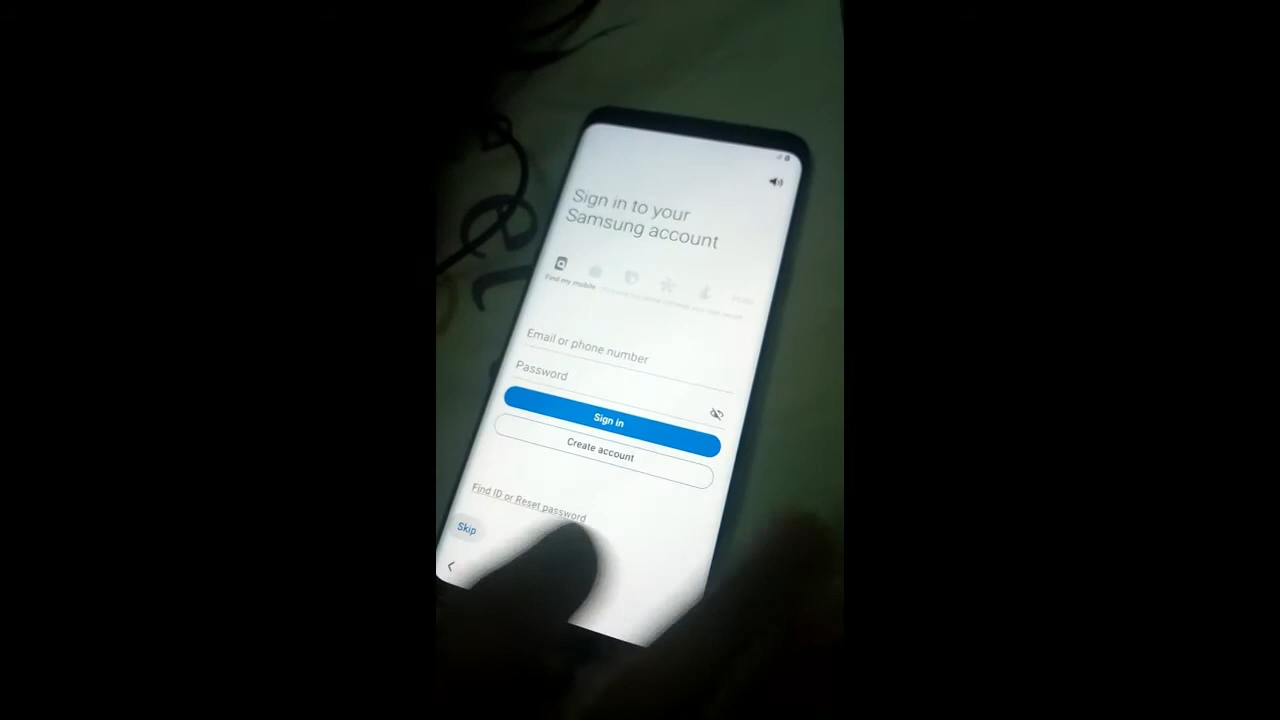 Sign in to your
Samsung account
Find my mobile
Email or phone number
Password
Sign in
Create account
Find ID or Reset password
Skip